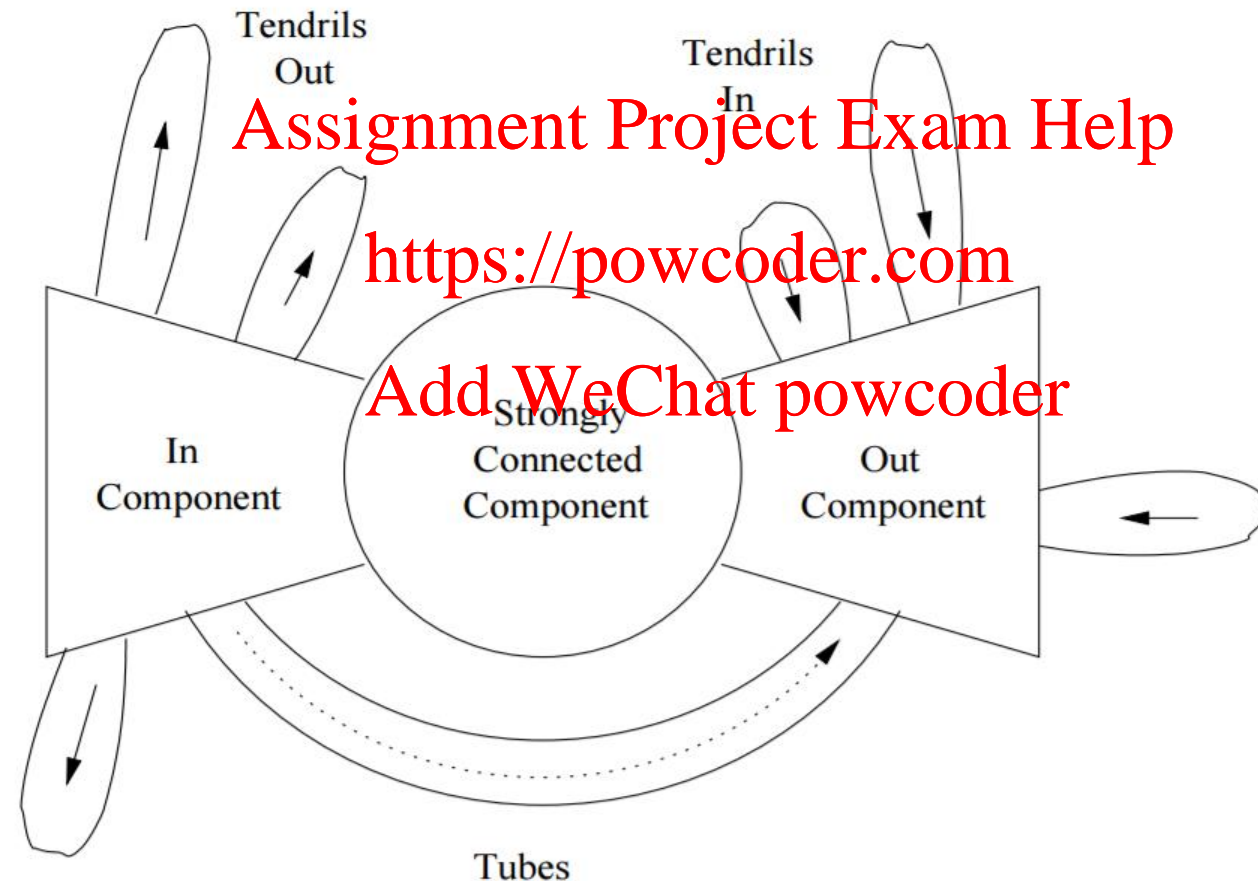 Tendrils
Out
Tendrils
In
Assignment Project Exam Help
https://powcoder.com
Add WeChat powcoder
Strongly
Connected
Component
In
Component
Out
Component
Tubes